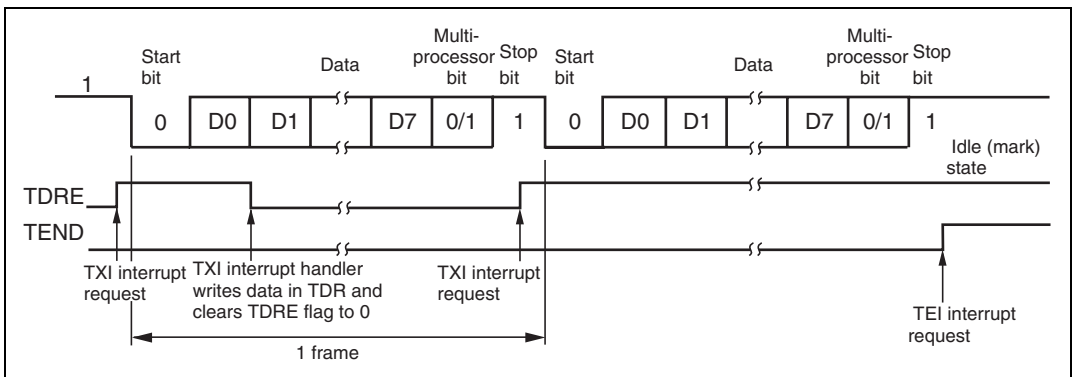 1
Start
bit
Data
Multi-
processor
bit
Stop
bit
Start
bit
Data
Multi-
processor
bit
Stop
bit
0 D0 D1 D7 0/1 1 0 D0 D1 D7 0/1 1
Idle (mark)
state
TDRE
TEND
TXI interrupt
request
TXI interrupt handler
writes data in TDR and
clears TDRE flag to 0
TXI interrupt
request
TEI interrupt
request
1 frame